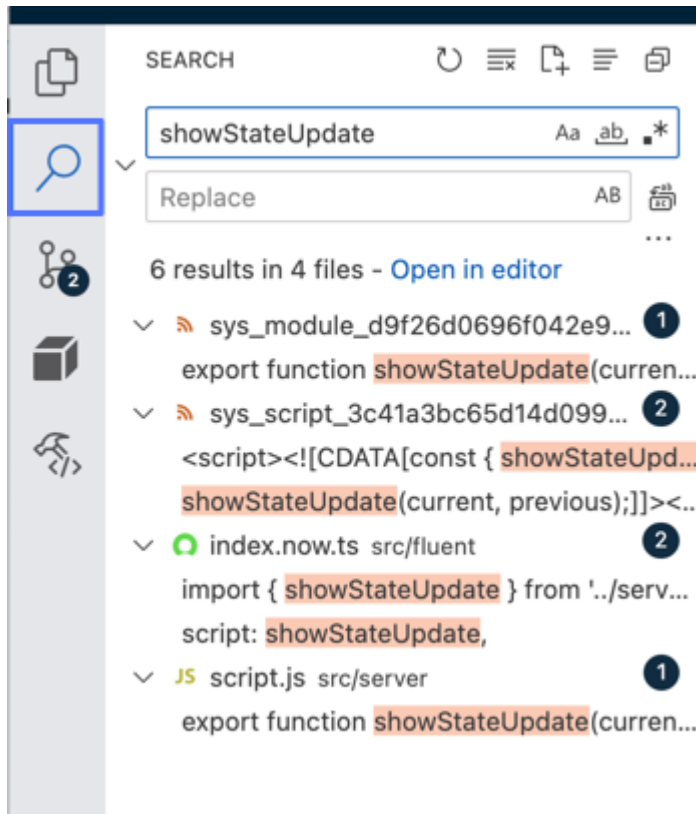 SEARCH
showStateUpdate Aa ab, .*
Replace AB
...
6 results in 4 files - Open in editor
sys_module_d9f26d0696f042e9... 1
export function showStateUpdate(curren...
2
sys_script_3c41a3bc65d14d099... 2
<script><![CDATA[const { showStateUpd...
showStateUpdate(current, previous);]]><...
index.now.ts src/fluent 2
import { showStateUpdate } from '../serv...
script: showStateUpdate,
</>
JS script.js src/server 1
export function showStateUpdate(curren...